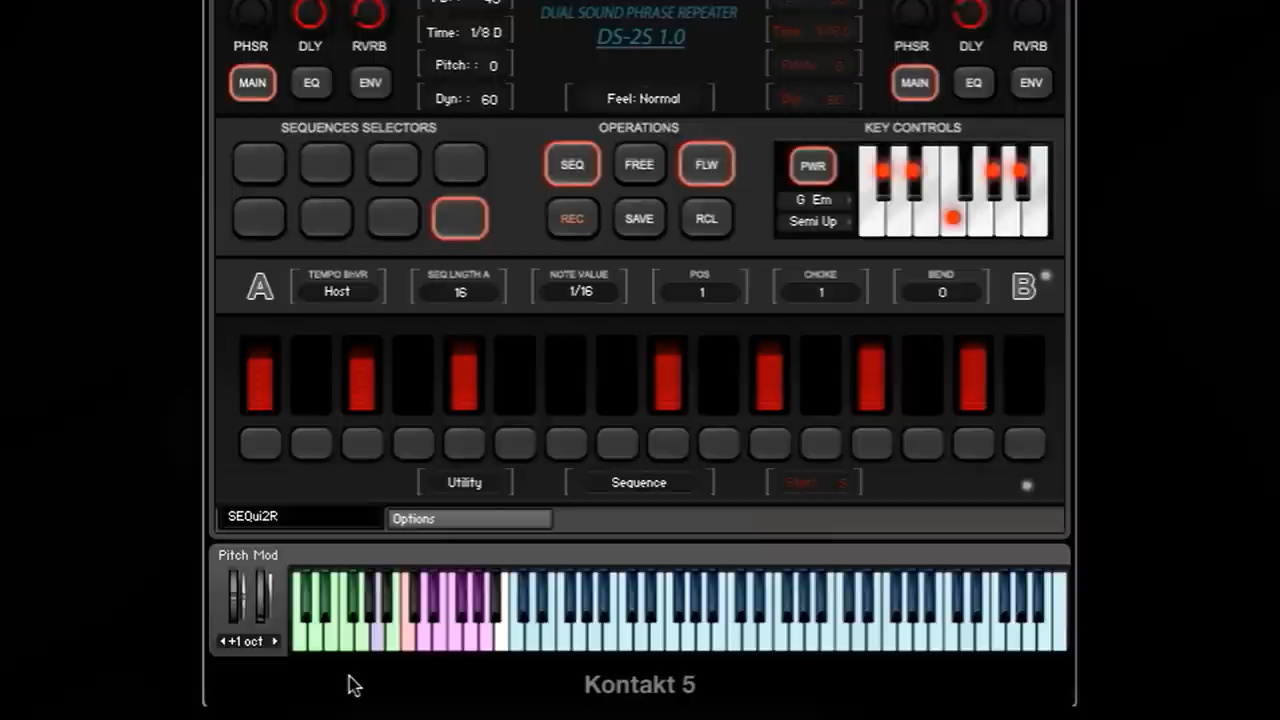 DUAL SOUND PHRASE REPEATER
Time: 1/8 D
DS-2S 1.0
PHSR DLY RVRB
PHSR DLY RVRB
Pitch: : 0
MAIN EQ ENV
MAIN EQ ENV
Dyn: : 60
Feel: Normal
SEQUENCES SELECTORS
OPERATIONS
KEY CONTROLS
SEQ FREE FLW
PWR
G Em
REC SAVE RCL
Semi Up
A
TEMPO BHVR
Host
SEQ LNGTH A
16
NOTE VALUE
1/16
POS
1
CHOKE
1
BEND
0
B
Utility
Sequence
SEQui2R
Options
Pitch Mod
+1 oct
Kontakt 5